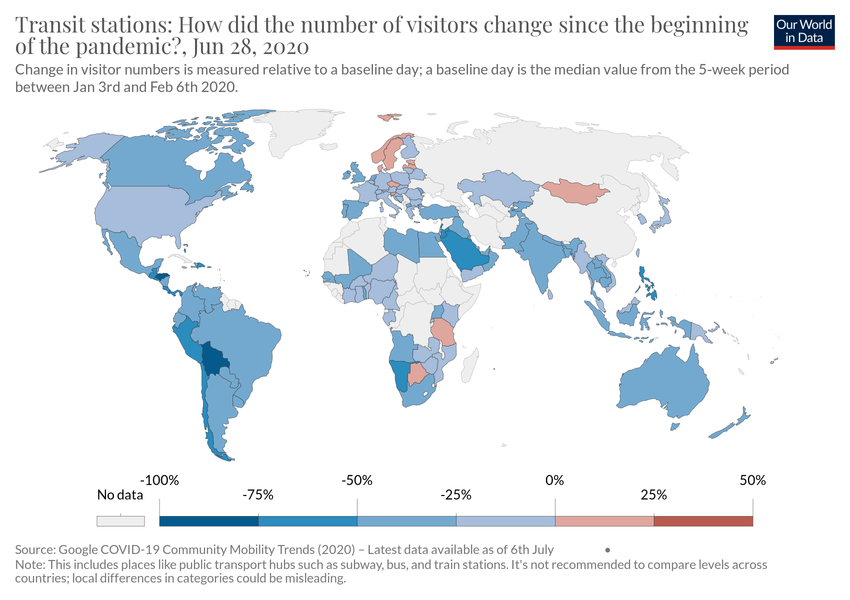 Transit stations: How did the number of visitors change since the beginning
of the pandemic?, Jun 28, 2020
Our World
in Data
Change in visitor numbers is measured relative to a baseline day; a baseline day is the median value from the 5-week period
between Jan 3rd and Feb 6th 2020.
-100% -50% 0% 50%
No data -75% -25% 25%
Source: Google COVID-19 Community Mobility Trends (2020) – Latest data available as of 6th July •
Note: This includes places like public transport hubs such as subway, bus, and train stations. It's not recommended to compare levels across
countries; local differences in categories could be misleading.